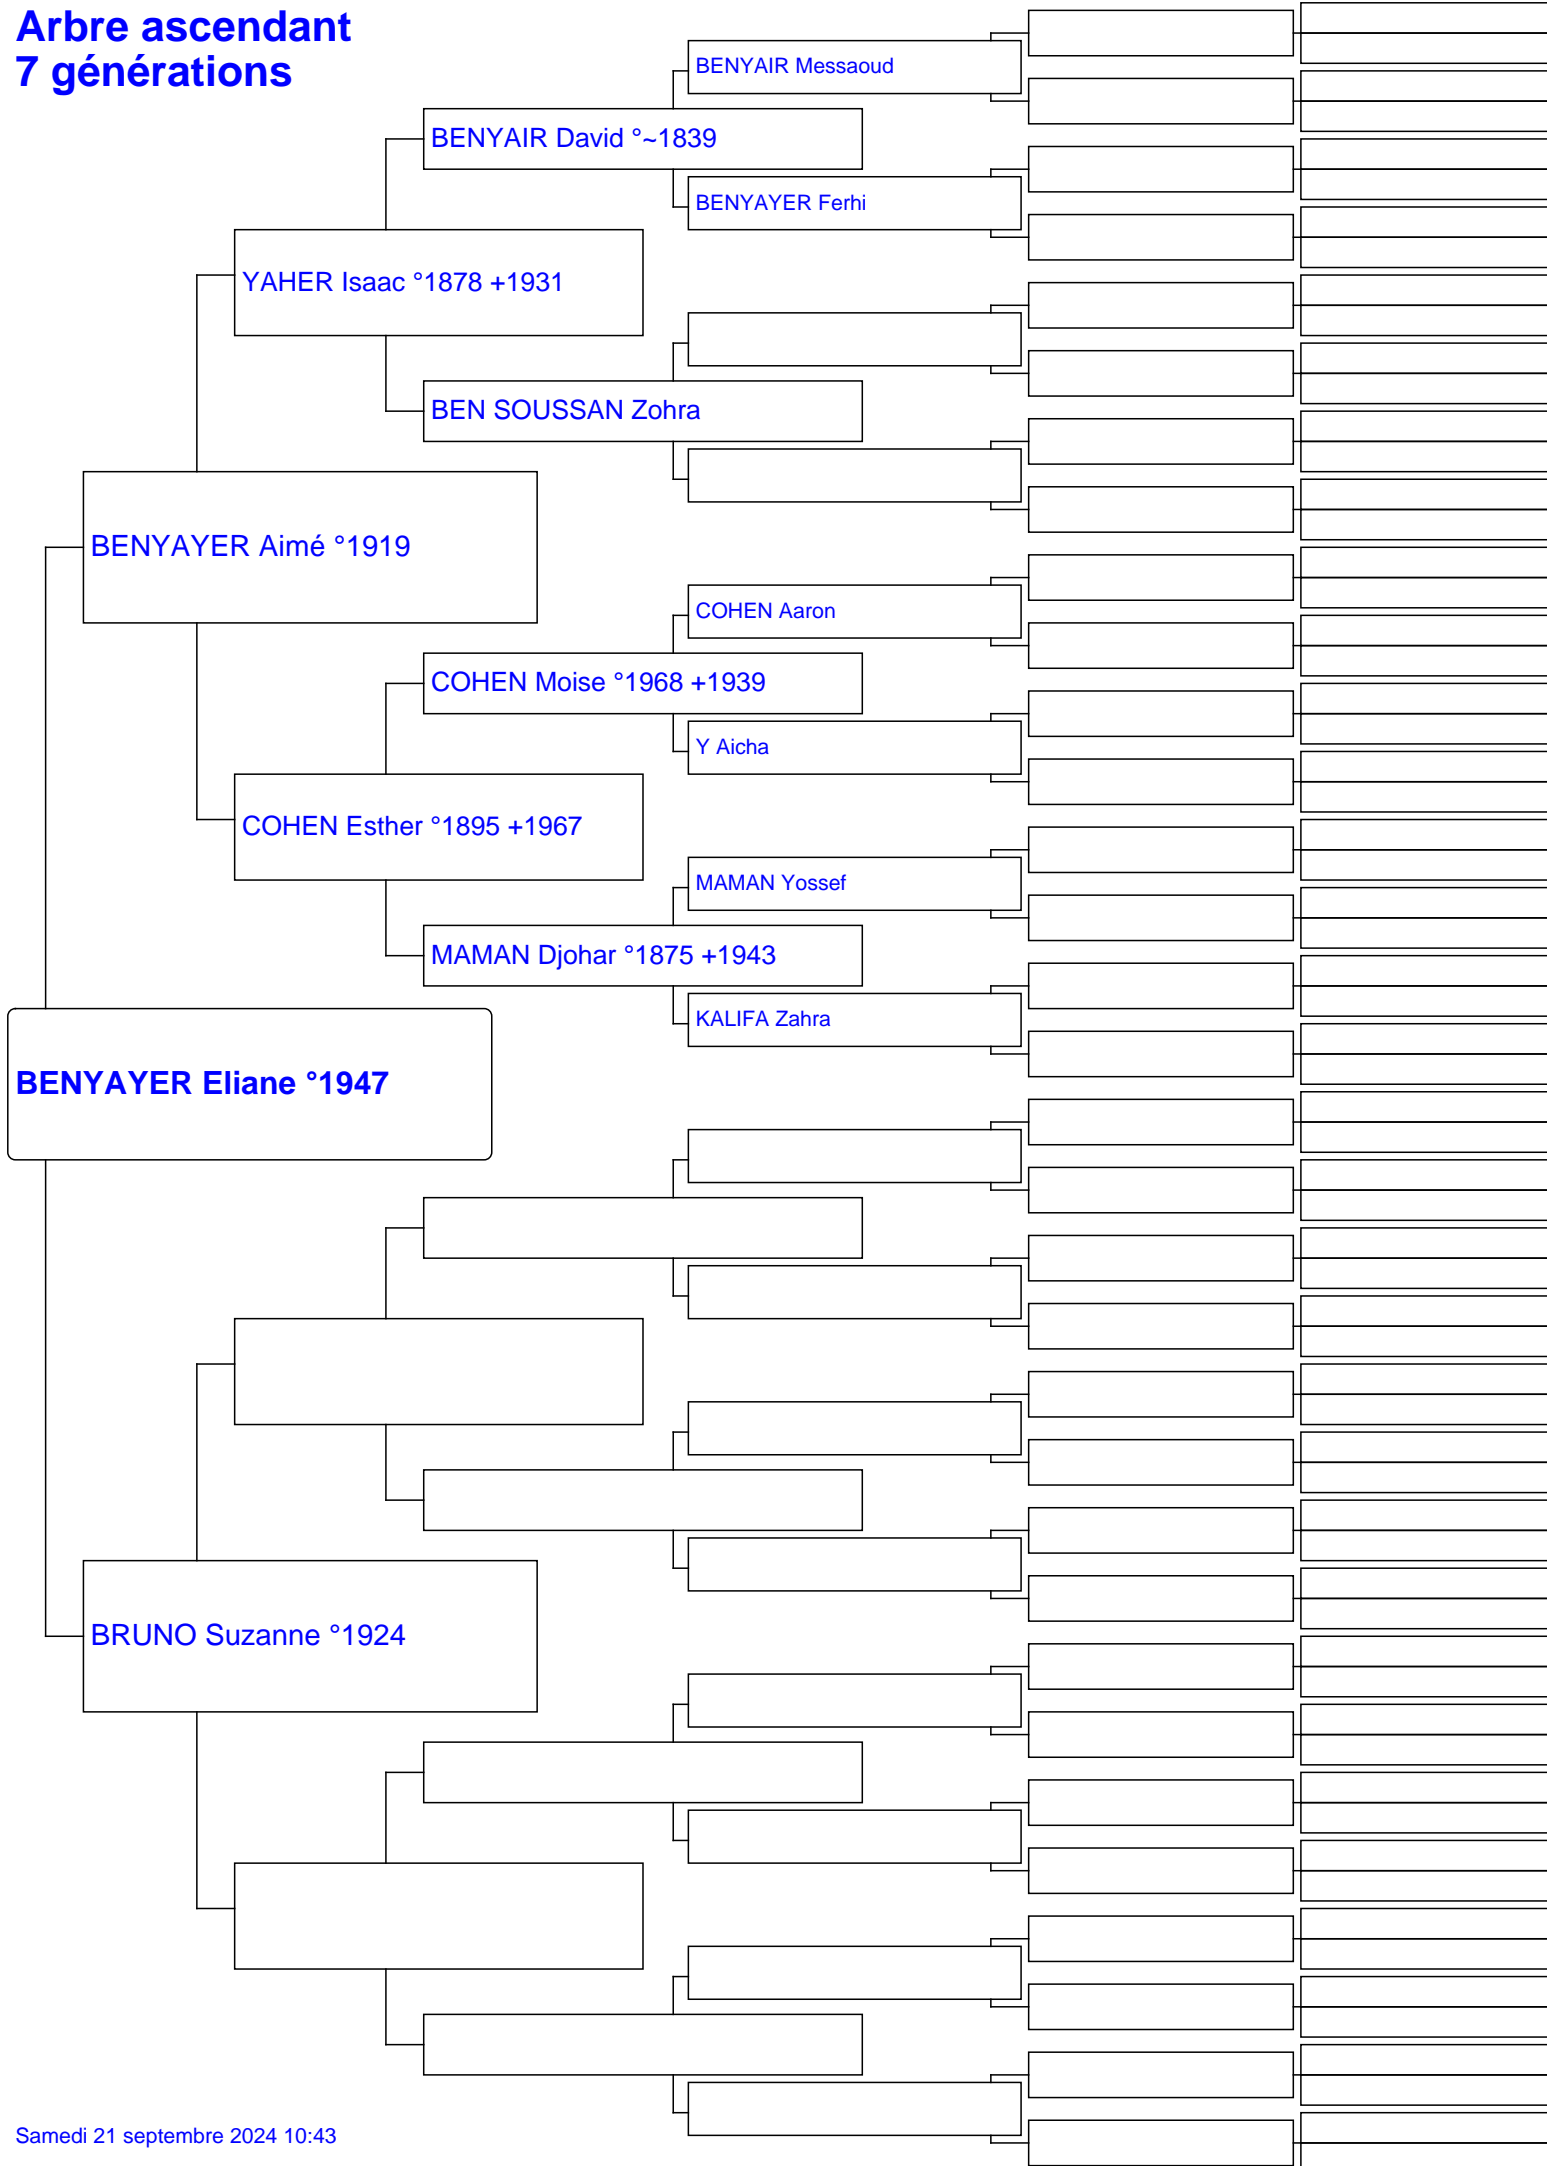 Arbre ascendant
7 générations
BENYAIR Messaoud
BENYAIR David °~1839
BENYAYER Ferhi
YAHER Isaac °1878 +1931
BEN SOUSSAN Zohra
BENYAYER Aimé °1919
COHEN Aaron
COHEN Moise °1968 +1939
Y Aicha
COHEN Esther °1895 +1967
MAMAN Yossef
MAMAN Djohar °1875 +1943
KALIFA Zahra
BENYAYER Eliane °1947
BRUNO Suzanne °1924
Samedi 21 septembre 2024 10:43